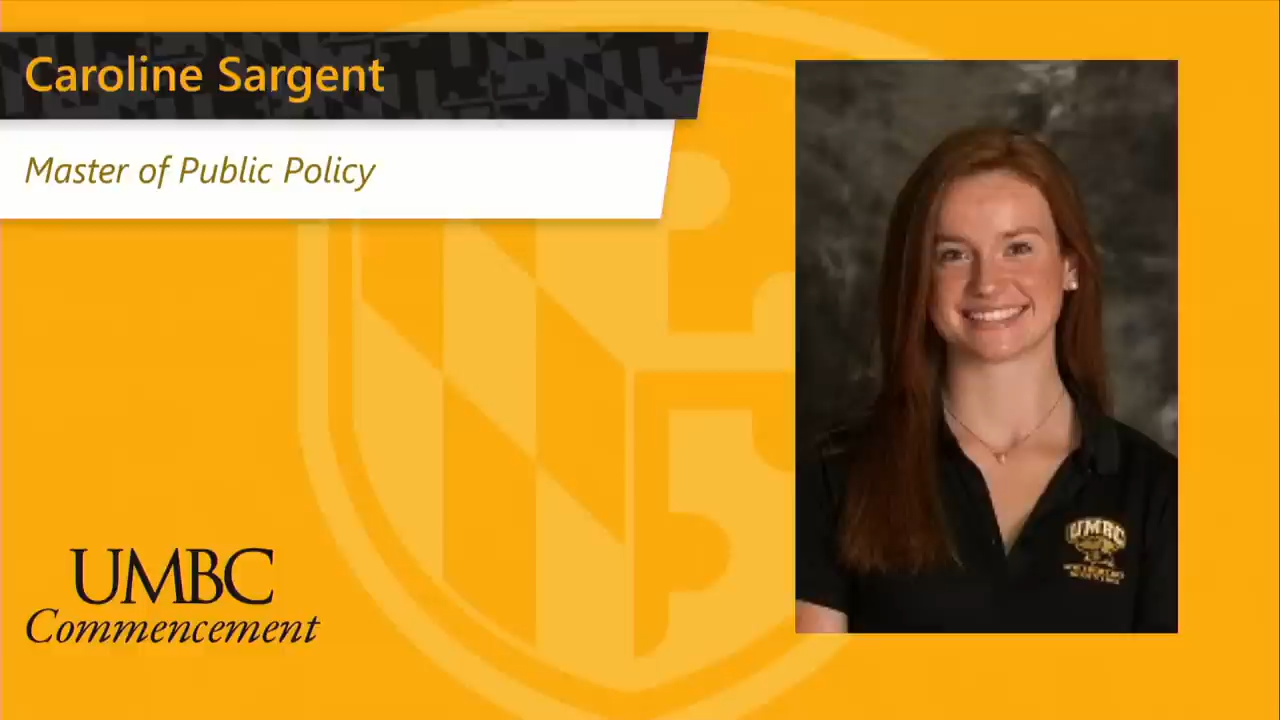 Caroline Sargent
Master of Public Policy
UMBC
Commencement
UMBC